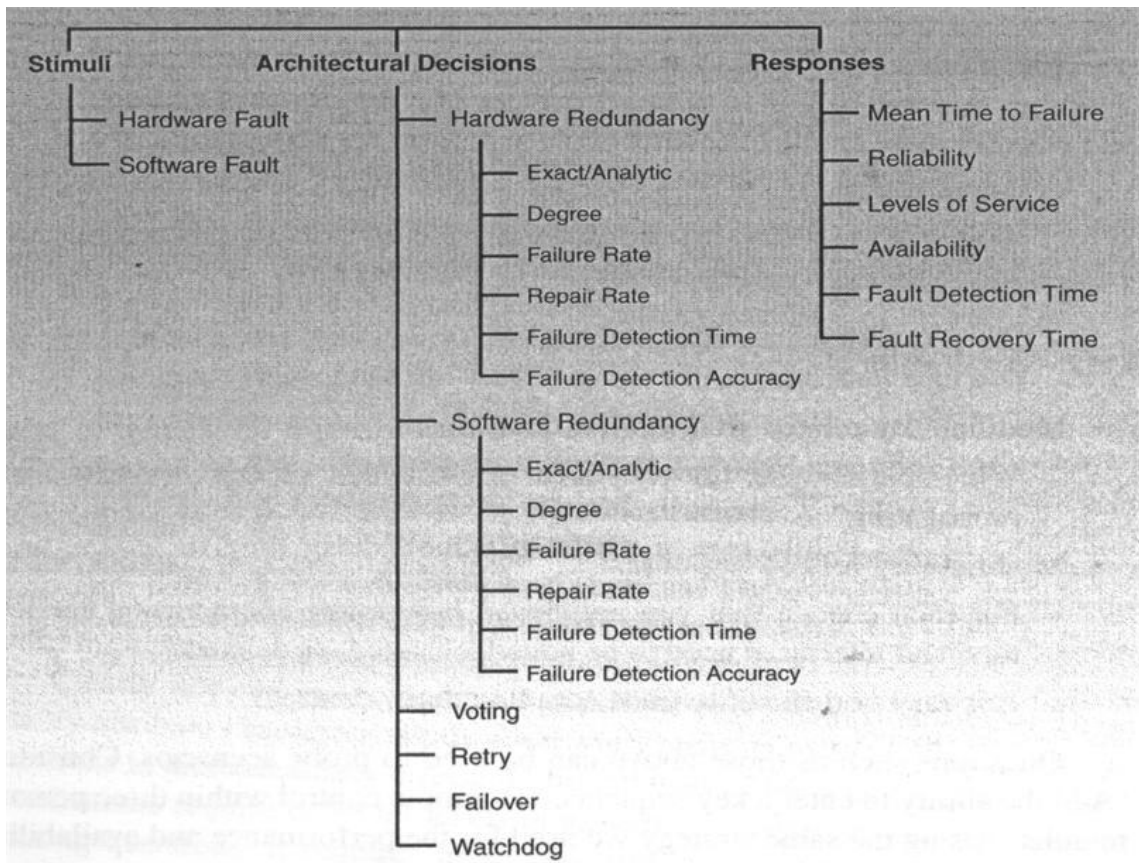 Stimuli
Hardware Fault
Software Fault
Architectural Decisions
Hardware Redundancy
Exact/Analytic
Degree
Failure Rate
Repair Rate
Failure Detection Time
Failure Detection Accuracy
Software Redundancy
Exact/Analytic
Degree
Failure Rate
Repair Rate
Failure Detection Time
Failure Detection Accuracy
Voting
Retry
Failover
Watchdog
Responses
Mean Time to Failure
Reliability
Levels of Service
Availability
Fault Detection Time
Fault Recovery Time